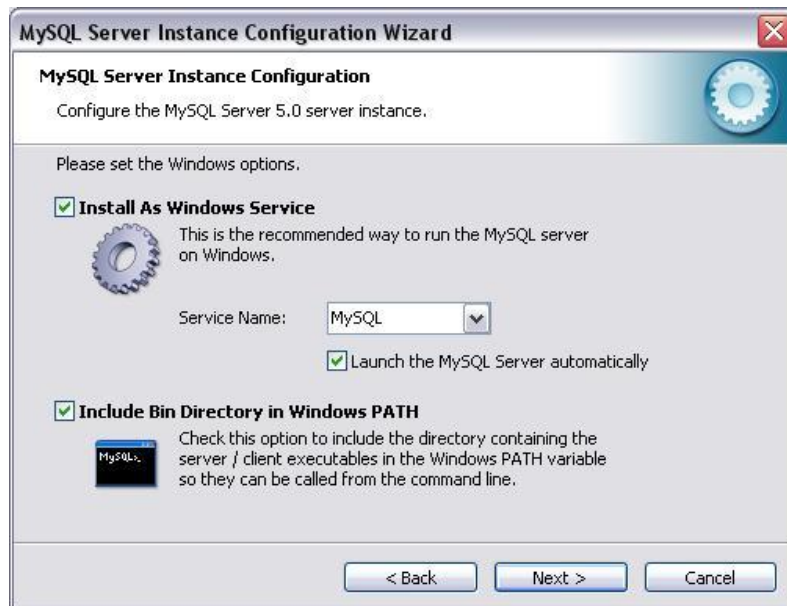 MySQL Server Instance Configuration Wizard
MySQL Server Instance Configuration
Configure the MySQL Server 5.0 server instance.
Please set the Windows options.
Install As Windows Service
This is the recommended way to run the MySQL server
on Windows.
Service Name:
MySQL
Launch the MySQL Server automatically
Include Bin Directory in Windows PATH
MySQL>_
Check this option to include the directory containing the
server / client executables in the Windows PATH variable
so they can be called from the command line.
< Back
Next >
Cancel